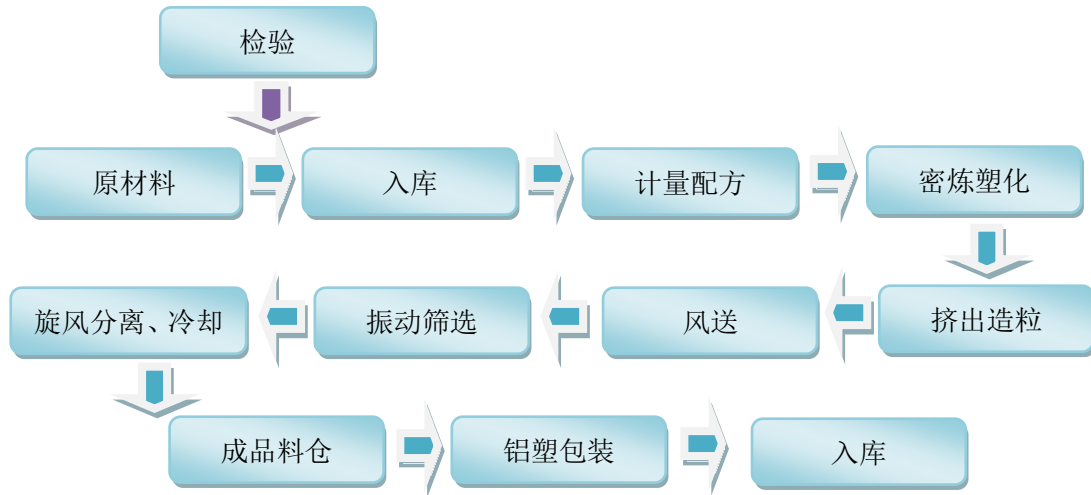 检验
原材料
入库
计量配方
密炼塑化
挤出造粒
风送
振动筛选
旋风分离、冷却
成品料仓
铝塑包装
入库